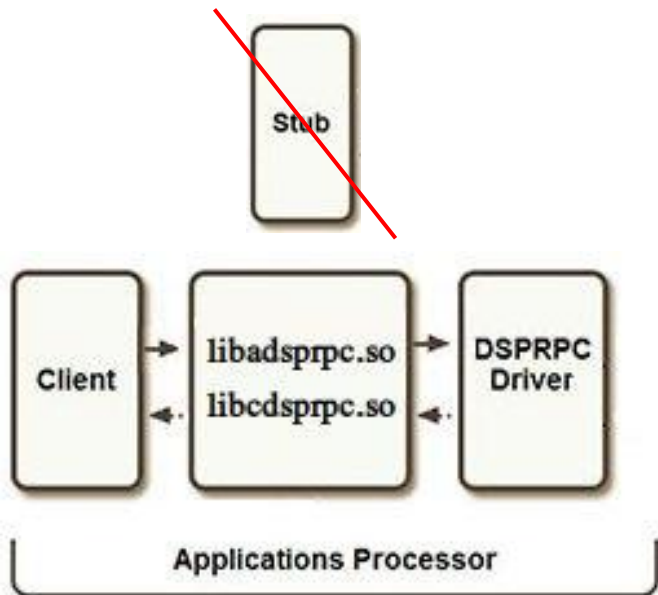 Stub
Client
libadsprpc.so
libcdsprpc.so
DSPRPC
Driver
Applications Processor